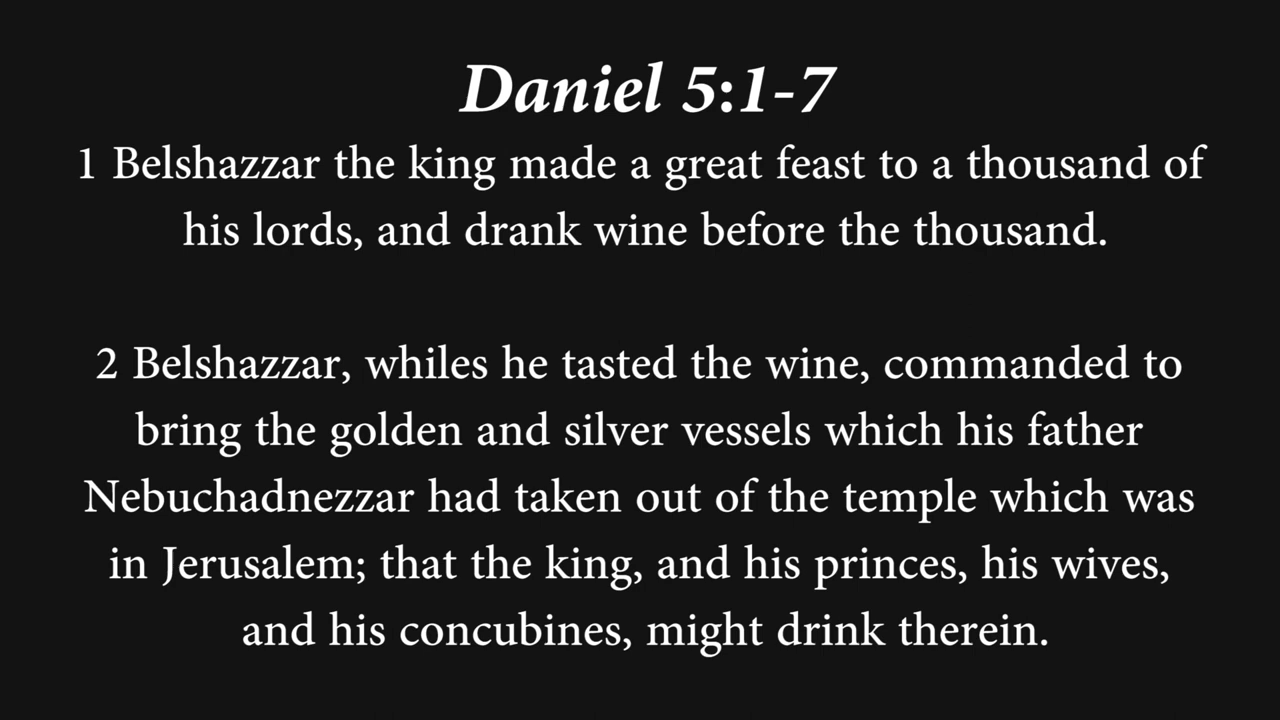 Daniel 5:1-7
1 Belshazzar the king made a great feast to a thousand of
his lords, and drank wine before the thousand.
2 Belshazzar, whiles he tasted the wine, commanded to
bring the golden and silver vessels which his father
Nebuchadnezzar had taken out of the temple which was
in Jerusalem; that the king, and his princes, his wives,
and his concubines, might drink therein.